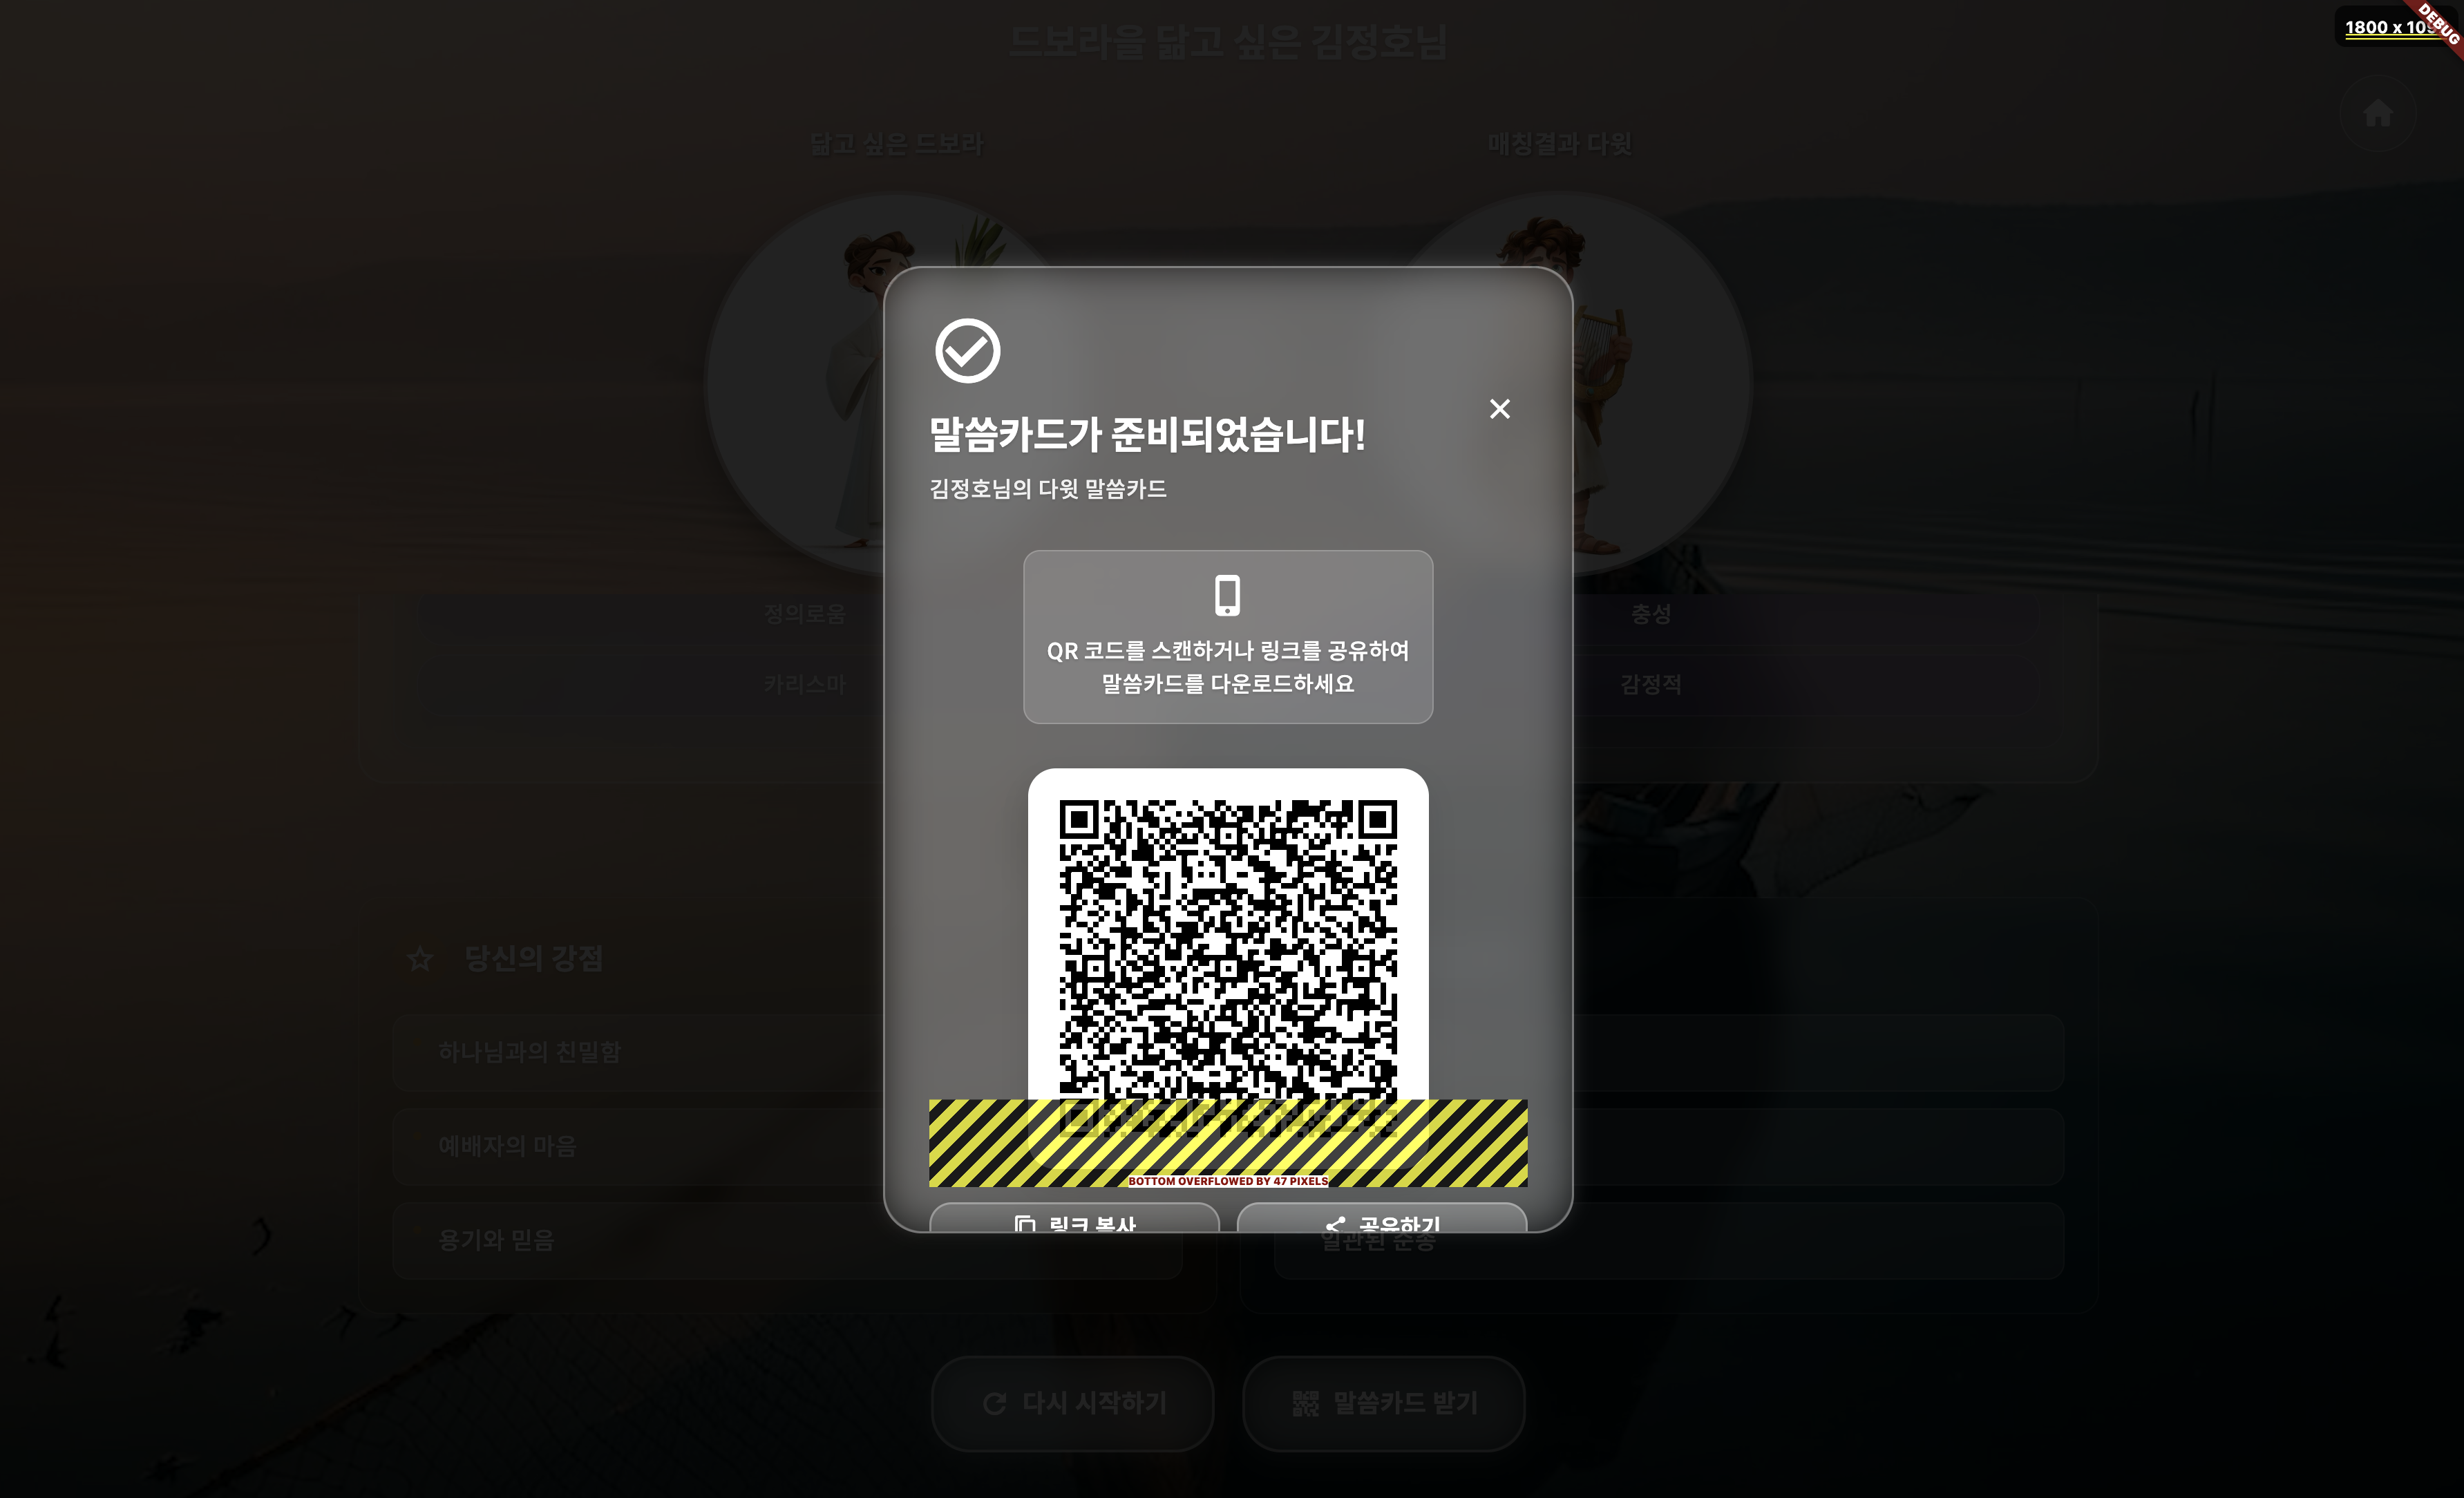 드보라을 닮고 싶은 김정호님
1800 x 10
DEBUG
닮고 싶은 드보라
매칭결과 다윗
말씀카드가 준비되었습니다!
김정호님의 다윗 말씀카드
QR 코드를 스캔하거나 링크를 공유하여
말씀카드를 다운로드하세요
정의로움
충성
카리스마
감정적
당신의 강점
하나님과의 친밀함
예배자의 마음
용기와 믿음
BOTTOM OVERFLOWED BY 47 PIXELS
링크 복사
공유하기
일관된 순종
다시 시작하기
말씀카드 받기